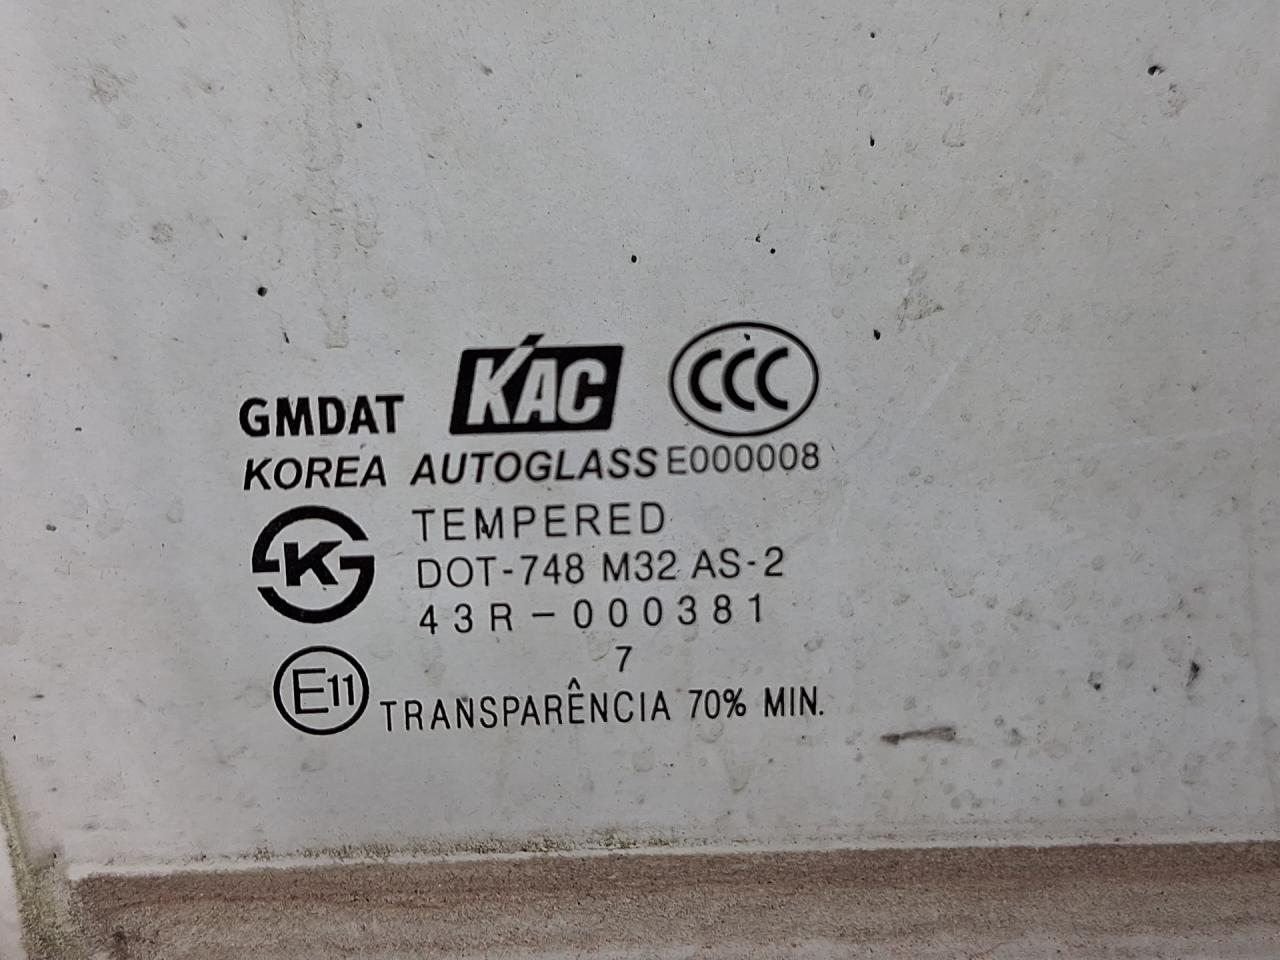 GMDAT KAC CCC
KOREA AUTOGLASS E000008
K TEMPERED
DOT-748 M32 AS-2
43R-000381
7
E11 TRANSPARÊNCIA 70% MIN.